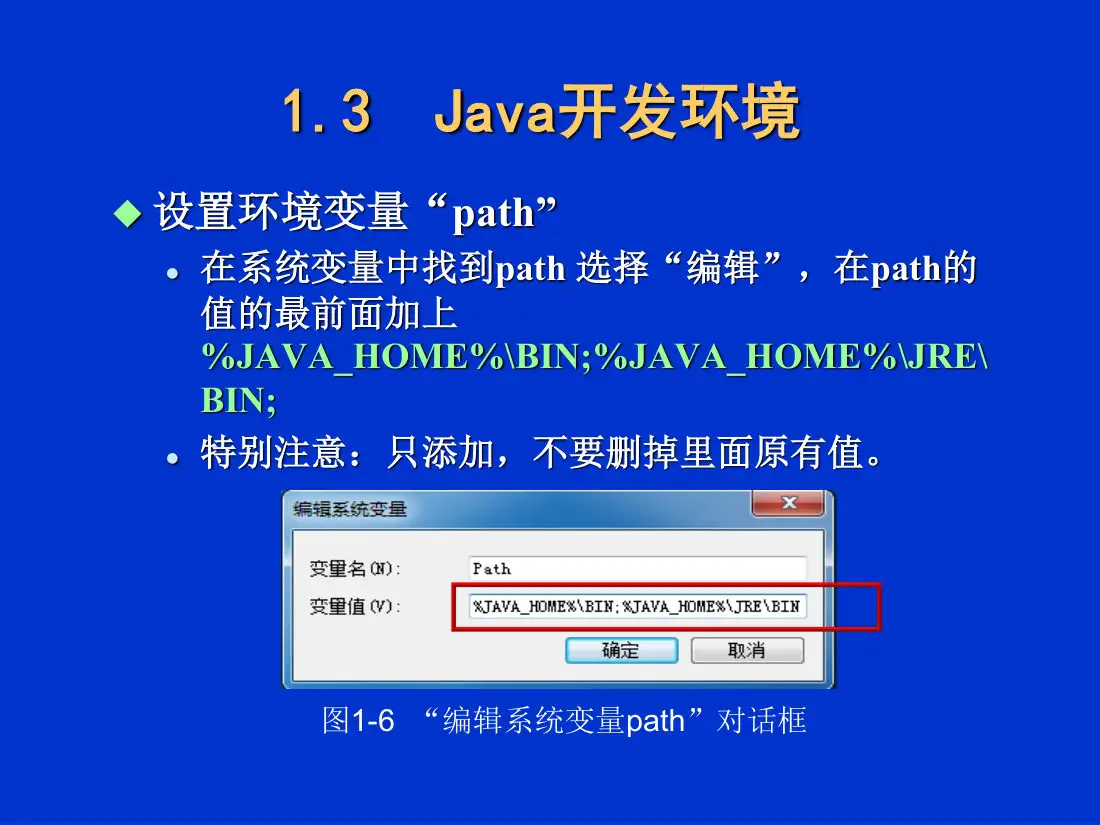 1.3 Java开发环境
设置环境变量“path”
在系统变量中找到path 选择“编辑”，在path的
值的最前面加上
%JAVA_HOME%\BIN;%JAVA_HOME%\JRE\
BIN;
特别注意：只添加，不要删掉里面原有值。
编辑系统变量
变量名(N): Path
变量值(V): %JAVA_HOME%\BIN;%JAVA_HOME%\JRE\BIN
确定 取消
图1-6 “编辑系统变量path”对话框